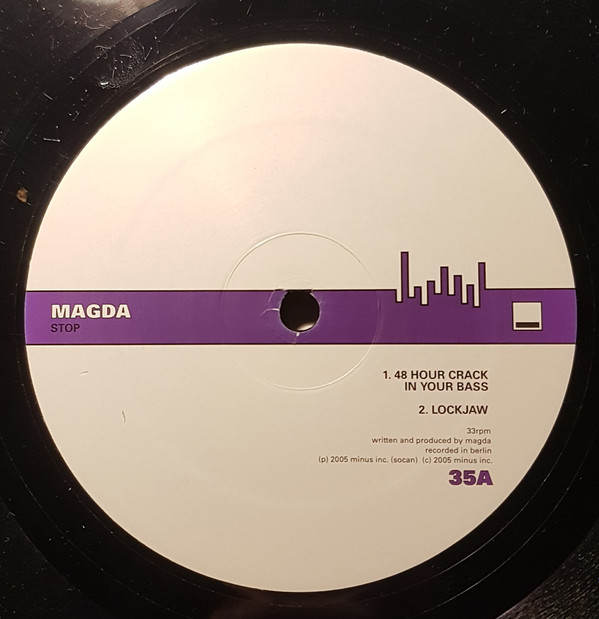 MAGDA
STOP
1. 48 HOUR CRACK
IN YOUR BASS
2. LOCKJAW
33rpm
written and produced by magda
recorded in berlin
(p) 2005 minus inc. (socan) (c) 2005 minus inc.
35A